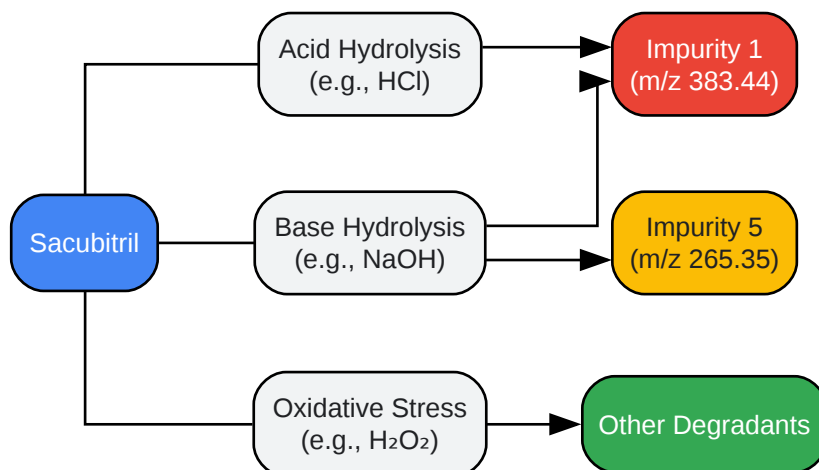 Acid Hydrolysis
(e.g., HCl)
Impurity 1
(m/z 383.44)
Sacubitril
Base Hydrolysis
(e.g., NaOH)
Impurity 5
(m/z 265.35)
Oxidative Stress
(e.g., H₂O₂)
Other Degradants